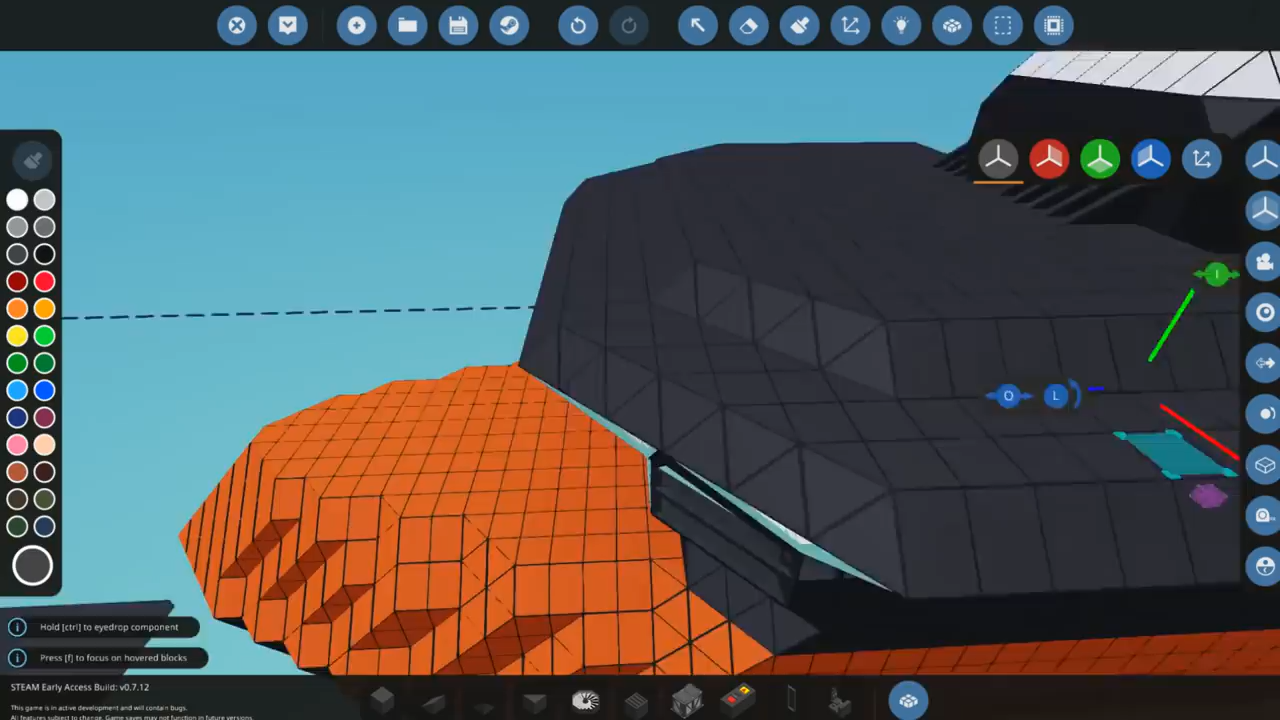 I
O
L
Hold [ctrl] to eyedrop component
Press [f] to focus on hovered blocks
STEAM Early Access Build: v0.7.12
This game is in active development and will contain bugs.
All features subject to change. Game saves may not function in future versions.